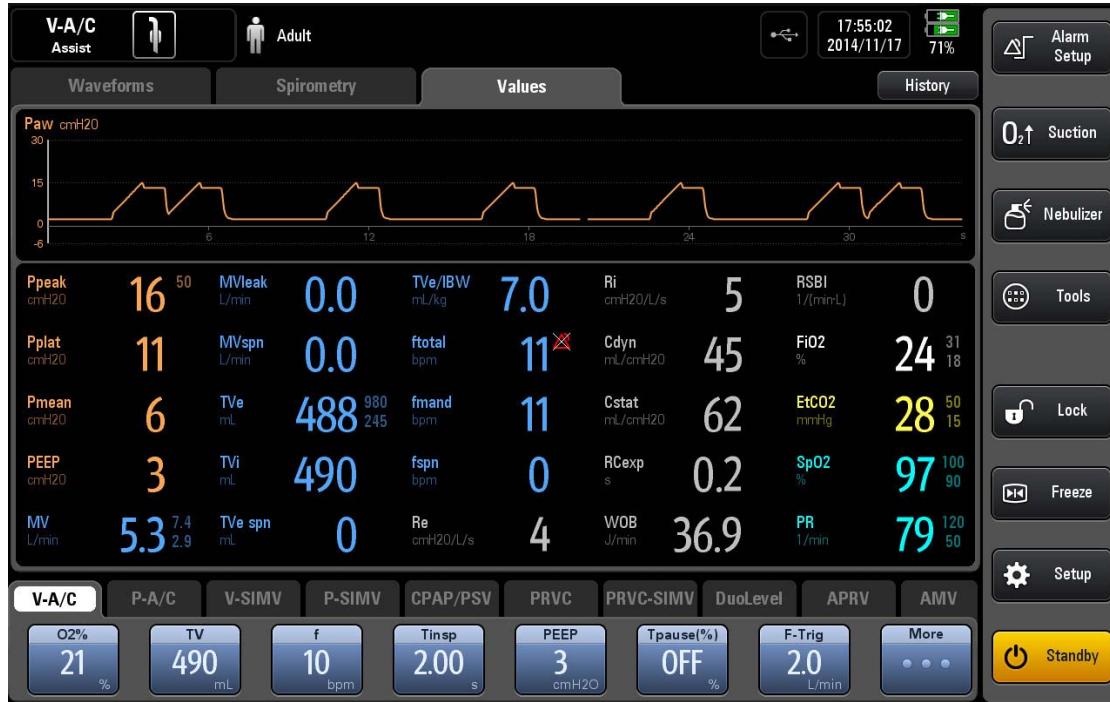 V-A/C
Assist
Adult
17:55:02
2014/11/17
71%
Waveforms
Spirometry
Values
History
Paw cmH2O
30
15
0
-6
6
12
18
24
30
s
Ppeak
cmH2O
16
50
MVleak
L/min
0.0
TVe/IBW
mL/kg
7.0
Ri
cmH2O/L/s
5
RSBI
1/(min-L)
0
Pplat
cmH2O
11
MVspn
L/min
0.0
ftotal
bpm
11
Cdyn
mL/cmH2O
45
FiO2
%
24
31
18
Pmean
cmH2O
6
TVe
mL
488
980
245
fmand
bpm
11
Cstat
mL/cmH2O
62
EtCO2
mmHg
28
50
15
PEEP
cmH2O
3
TVi
mL
490
fspn
bpm
0
RCexp
s
0.2
SpO2
%
97
100
90
MV
L/min
5.3
7.4
2.9
TVe spn
mL
0
Re
cmH2O/L/s
4
WOB
J/min
36.9
PR
1/min
79
120
50
V-A/C
P-A/C
V-SIMV
P-SIMV
CPAP/PSV
PRVC
PRVC-SIMV
DuoLevel
APRV
AMV
O2%
21
%
TV
490
mL
f
10
bpm
Tinsp
2.00
s
PEEP
3
cmH2O
Tpause(%)
OFF
%
F-Trig
2.0
L/min
More
Alarm
Setup
O2↑ Suction
Nebulizer
Tools
Lock
Freeze
Setup
Standby